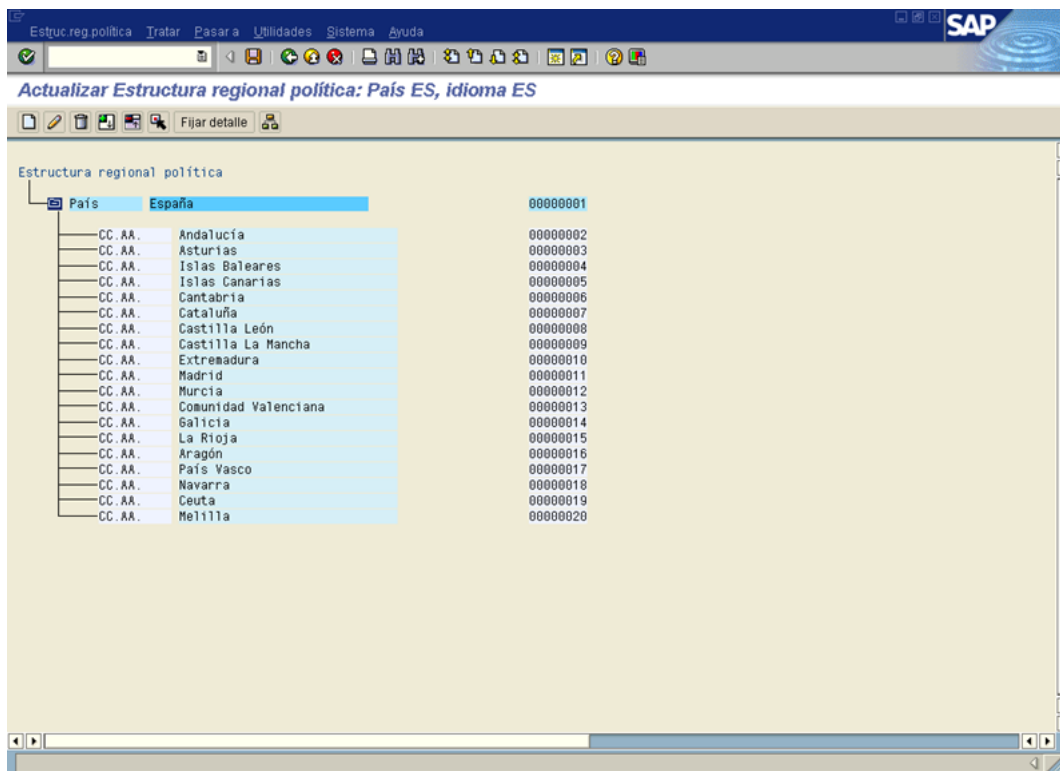 Estruc.reg.política Tratar Pasar a Utilidades Sistema Ayuda
SAP
Actualizar Estructura regional política: País ES, idioma ES
Fijar detalle
Estructura regional política
País España 00000001
CC.AA. Andalucía 00000002
CC.AA. Asturias 00000003
CC.AA. Islas Baleares 00000004
CC.AA. Islas Canarias 00000005
CC.AA. Cantabria 00000006
CC.AA. Cataluña 00000007
CC.AA. Castilla León 00000008
CC.AA. Castilla La Mancha 00000009
CC.AA. Extremadura 00000010
CC.AA. Madrid 00000011
CC.AA. Murcia 00000012
CC.AA. Comunidad Valenciana 00000013
CC.AA. Galicia 00000014
CC.AA. La Rioja 00000015
CC.AA. Aragón 00000016
CC.AA. País Vasco 00000017
CC.AA. Navarra 00000018
CC.AA. Ceuta 00000019
CC.AA. Melilla 00000020